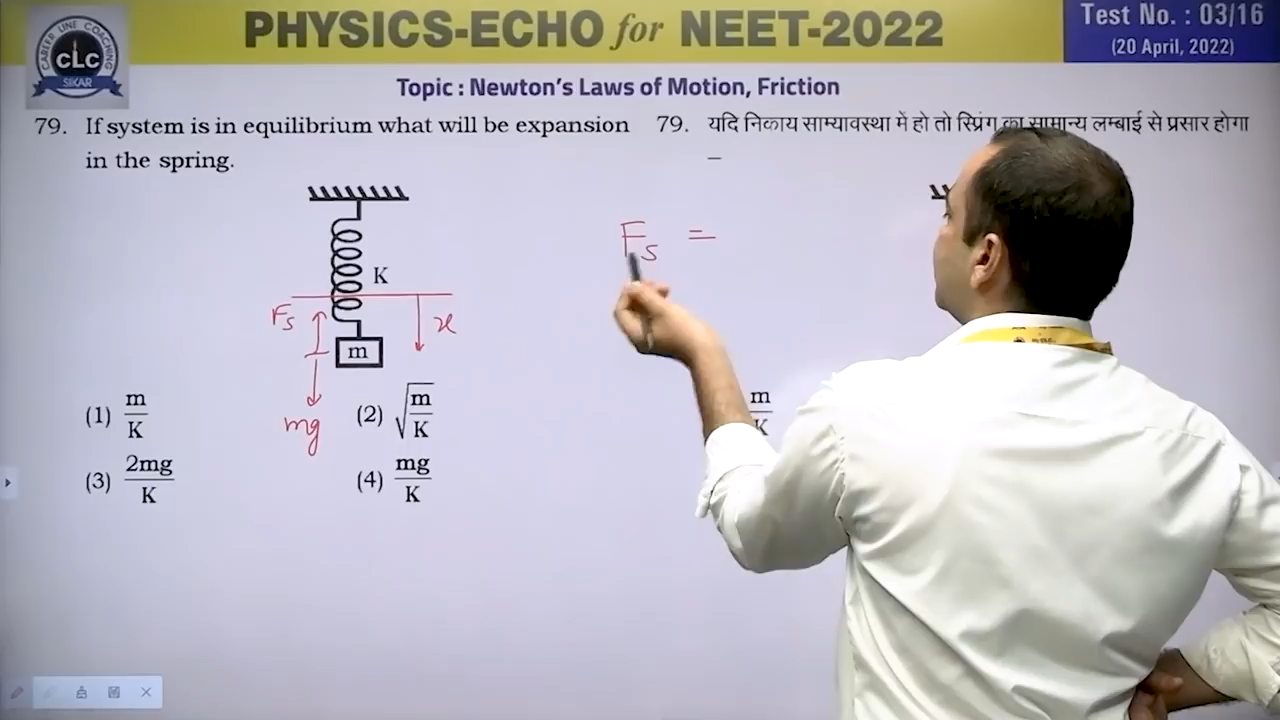 PHYSICS-ECHO for NEET-2022
Test No. : 03/16
(20 April, 2022)
CAREER LINE COACHING
CLC
SIKAR
Topic : Newton's Laws of Motion, Friction
79. If system is in equilibrium what will be expansion
in the spring.
79. यदि निकाय साम्यावस्था में हो तो स्प्रिंग का सामान्य लम्बाई से प्रसार होगा
–
K
Fs
x
m
mg
Fs =
(1) m/K
(2) √(m/K)
(3) 2mg/K
(4) mg/K
m
K